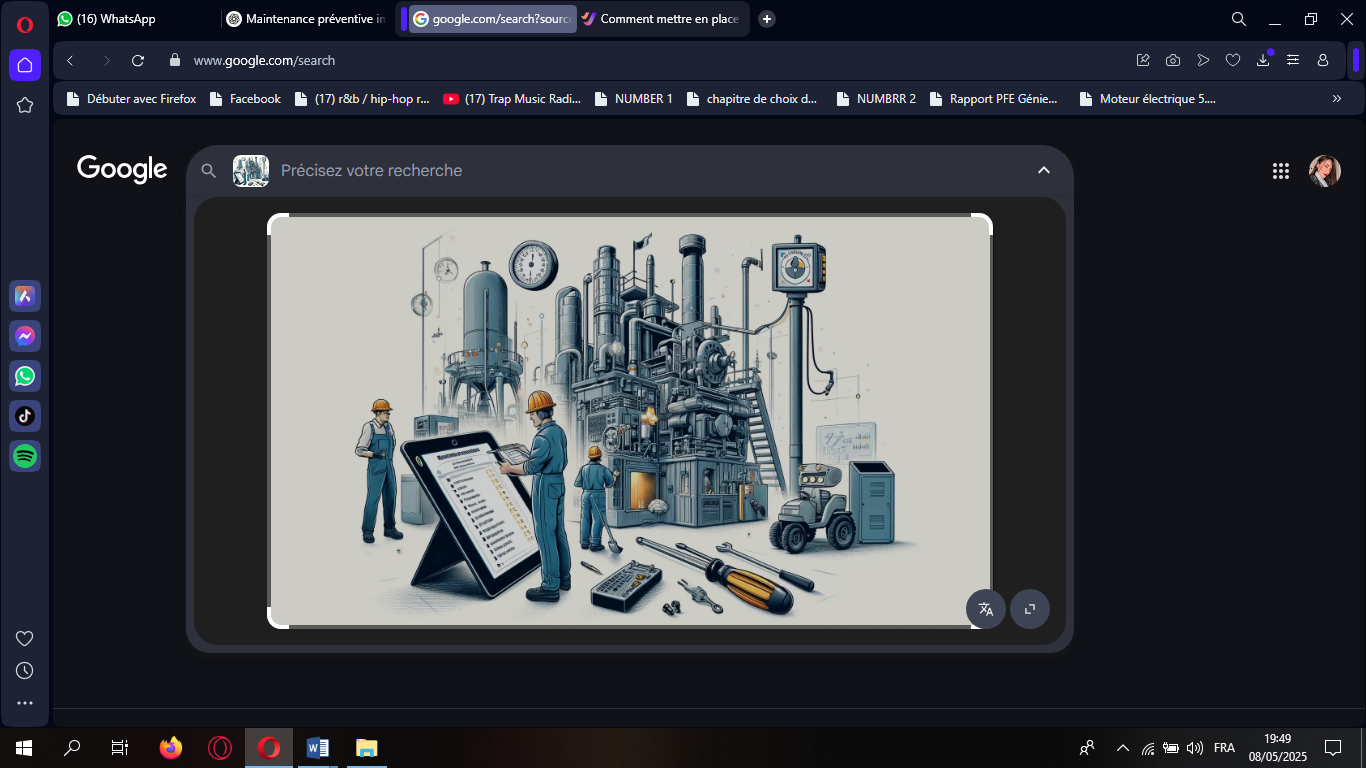 (16) WhatsApp
Maintenance préventive in
google.com/search?source
Comment mettre en place
www.google.com/search
Débuter avec Firefox
Facebook
(17) r&b / hip-hop r...
(17) Trap Music Radi...
NUMBER 1
chapitre de choix d...
NUMBRR 2
Rapport PFE Génie...
Moteur électrique 5....
Google
Précisez votre recherche
FRA
19:49
08/05/2025